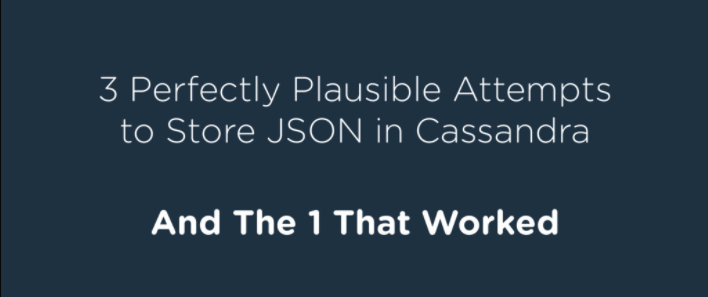 3 Perfectly Plausible Attempts
to Store JSON in Cassandra
And The 1 That Worked